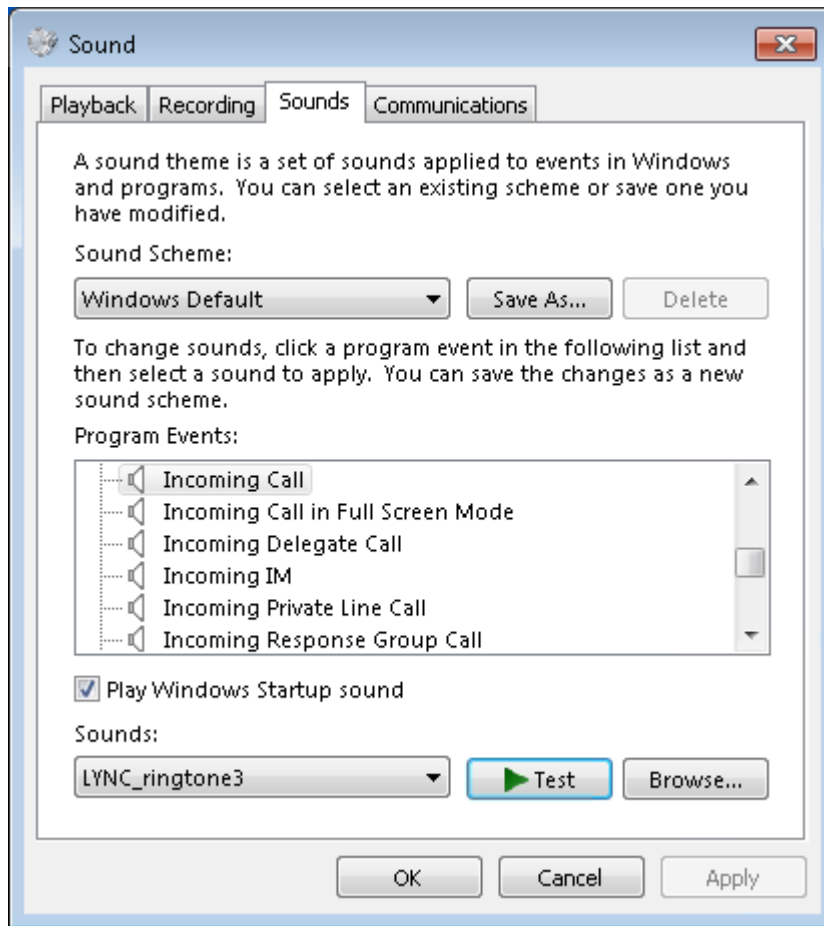 Sound
Playback Recording Sounds Communications
A sound theme is a set of sounds applied to events in Windows
and programs. You can select an existing scheme or save one you
have modified.
Sound Scheme:
Windows Default Save As... Delete
To change sounds, click a program event in the following list and
then select a sound to apply. You can save the changes as a new
sound scheme.
Program Events:
Incoming Call
Incoming Call in Full Screen Mode
Incoming Delegate Call
Incoming IM
Incoming Private Line Call
Incoming Response Group Call
Play Windows Startup sound
Sounds:
LYNC_ringtone3 Test Browse...
OK Cancel Apply